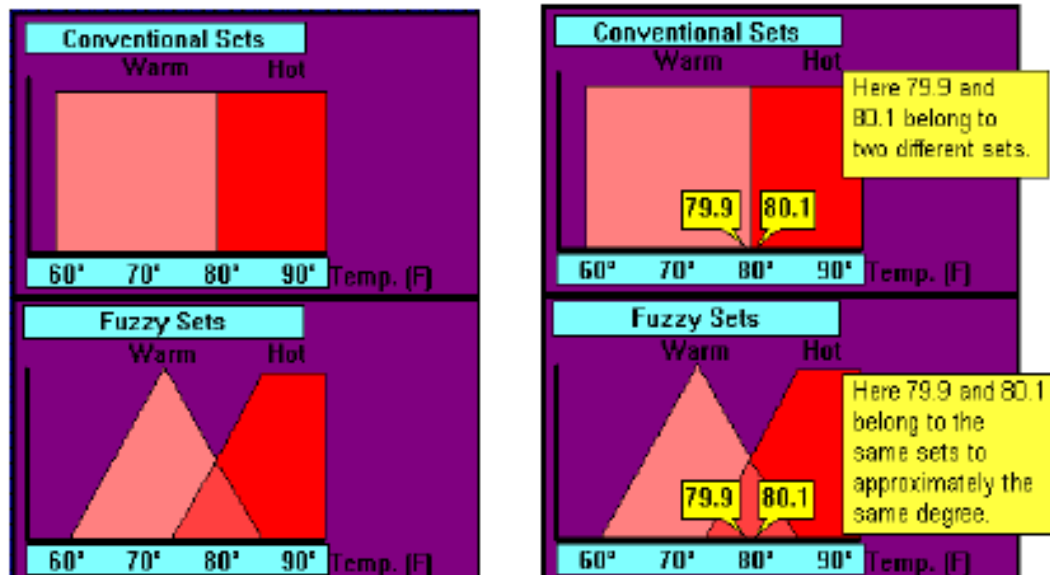 Conventional Sets
Warm Hot
60° 70° 80° 90° Temp. (F)
Fuzzy Sets
Warm Hot
60° 70° 80° 90° Temp. (F)
Conventional Sets
Warm Hot
Here 79.9 and
80.1 belong to
two different sets.
79.9 80.1
60° 70° 80° 90° Temp. (F)
Fuzzy Sets
Warm Hot
Here 79.9 and 80.1
belong to the
same sets to
approximately the
same degree.
79.9 80.1
60° 70° 80° 90° Temp. (F)